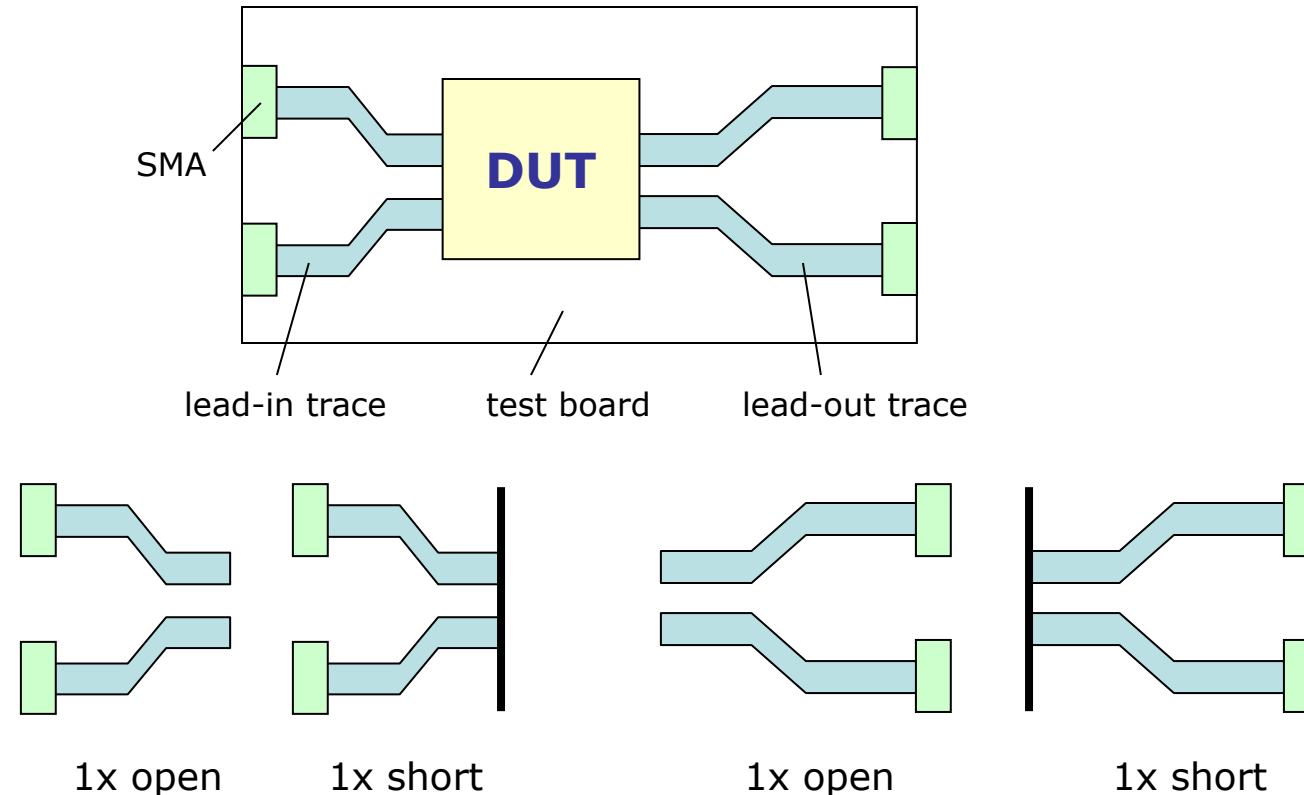 SMA
DUT
lead-in trace
test board
lead-out trace
1x open
1x short
1x open
1x short